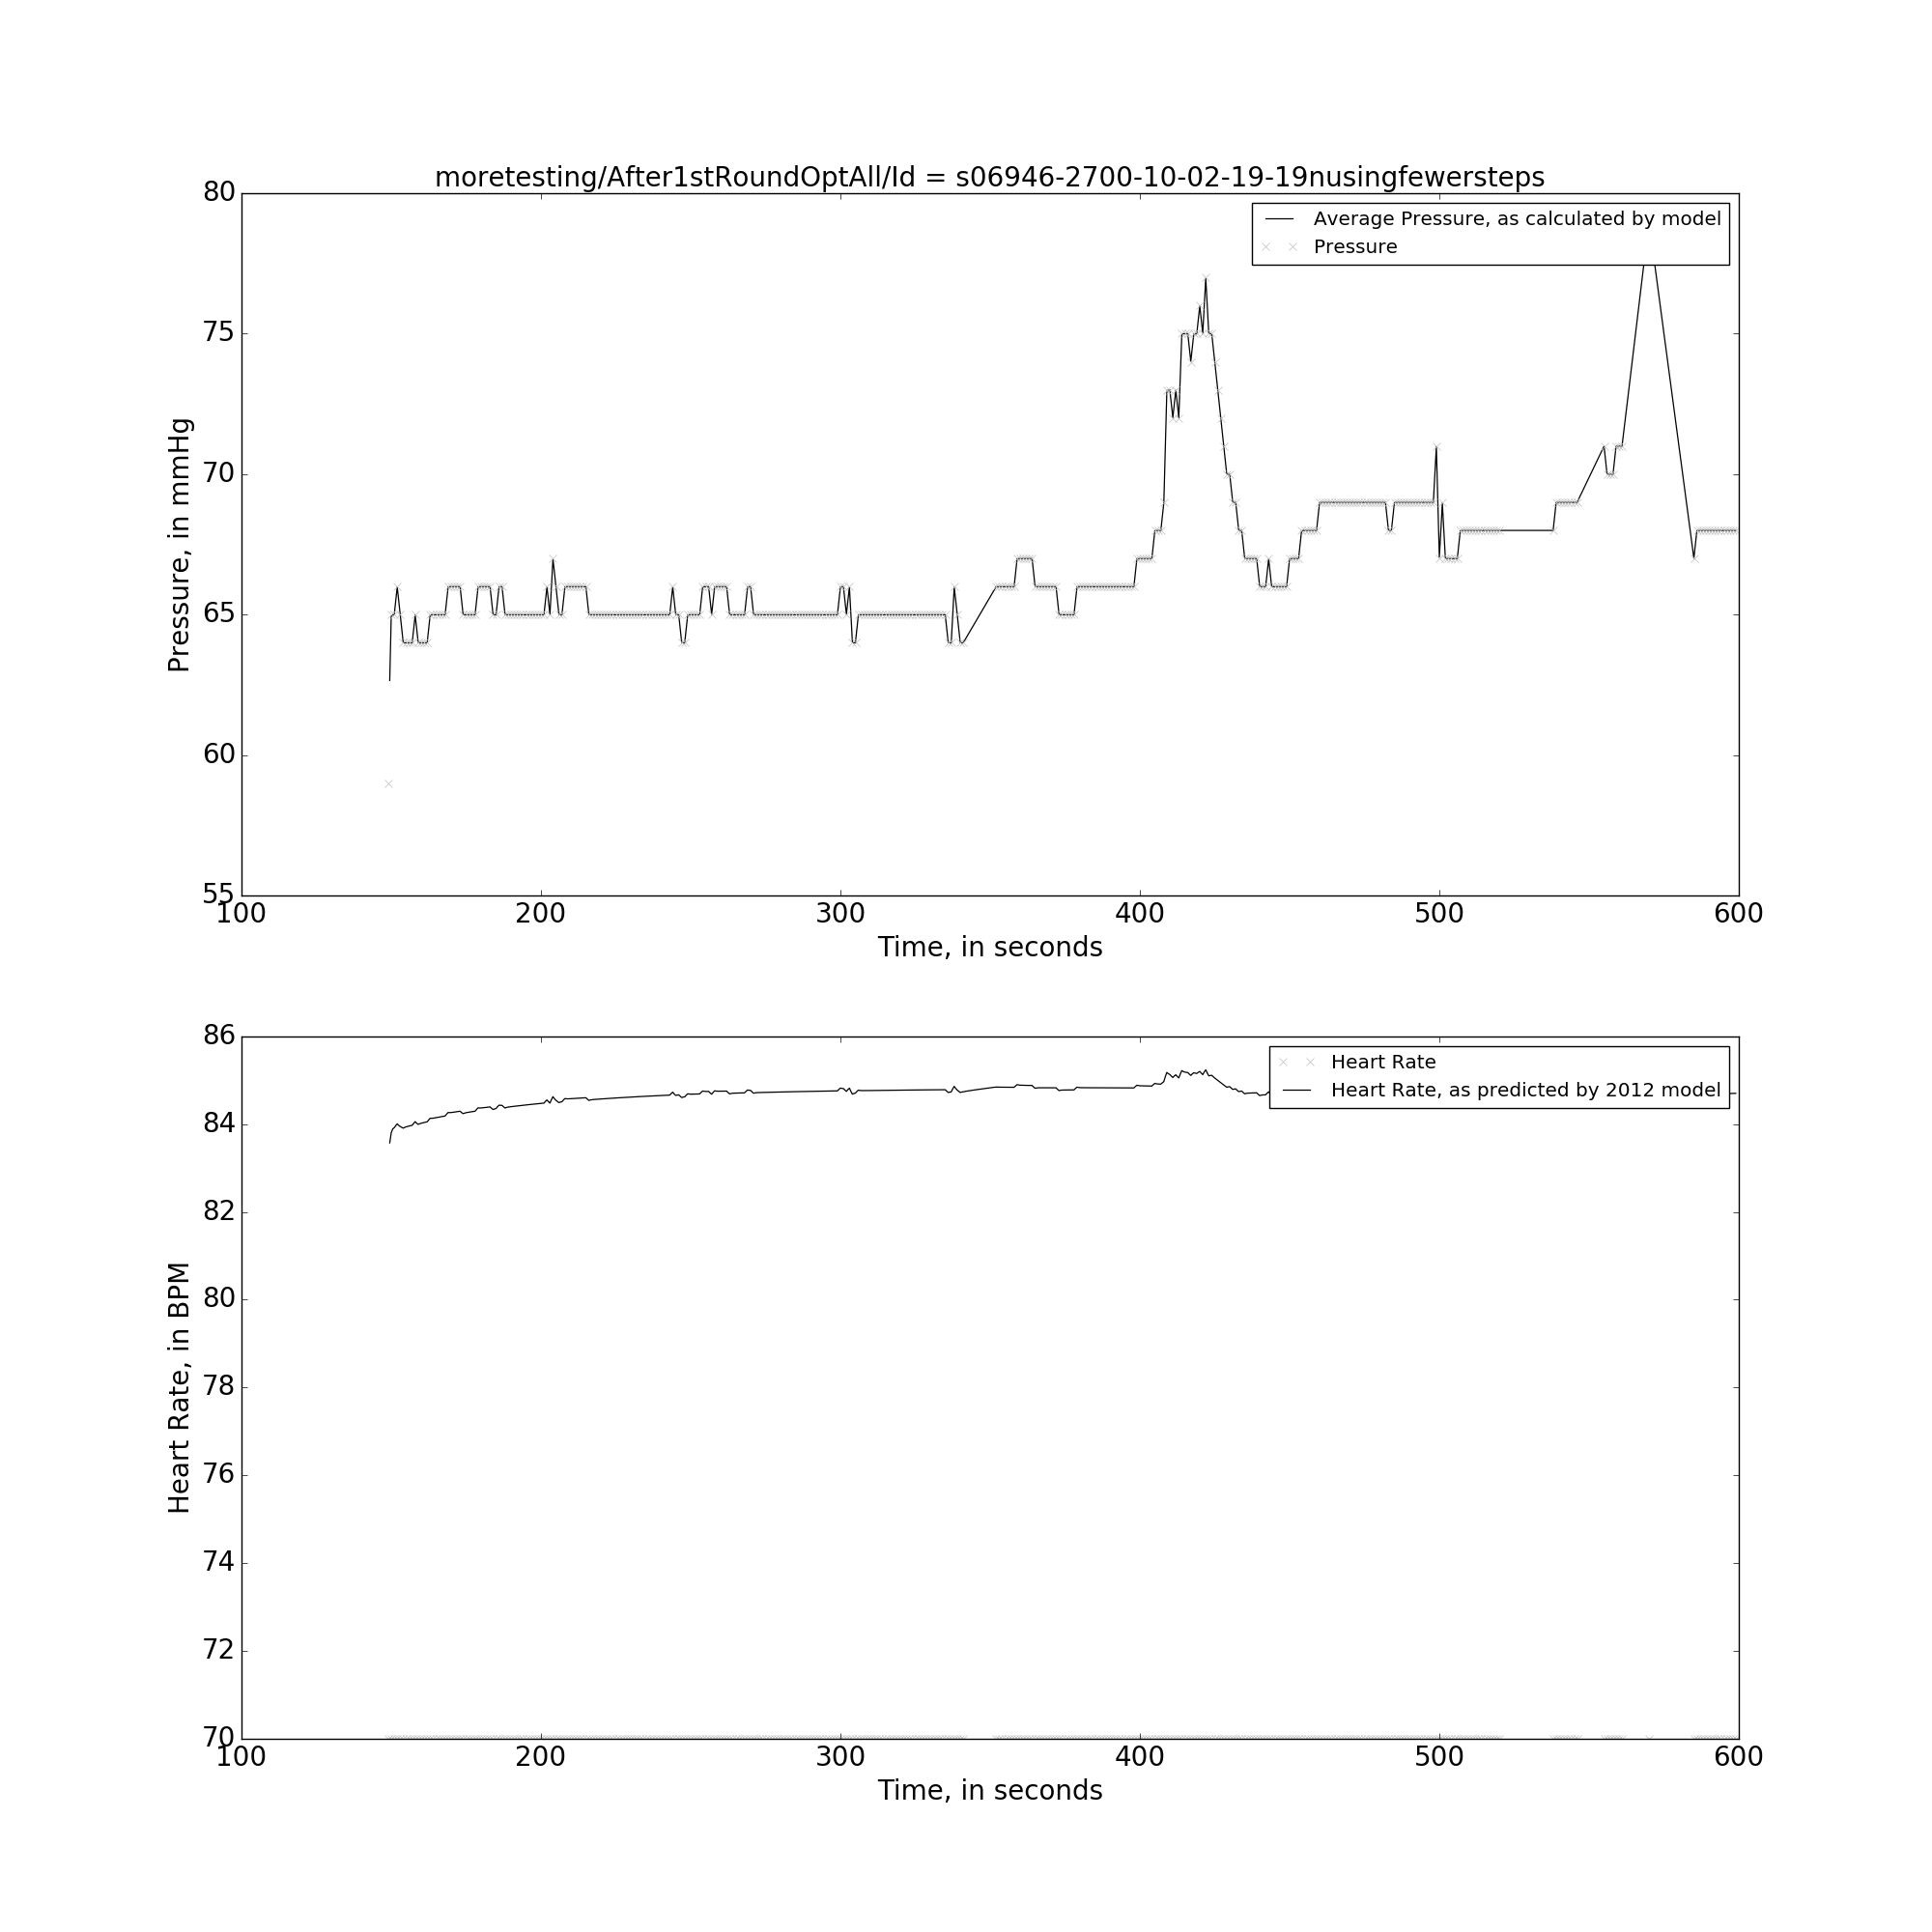 moretesting/After1stRoundOptAll/Id = s06946-2700-10-02-19-19nusingfewersteps
80
75
70
65
60
55
Pressure, in mmHg
Average Pressure, as calculated by model
Pressure
100 200 300 400 500 600
Time, in seconds
86
84
82
80
78
76
74
72
70
Heart Rate, in BPM
Heart Rate
Heart Rate, as predicted by 2012 model
100 200 300 400 500 600
Time, in seconds